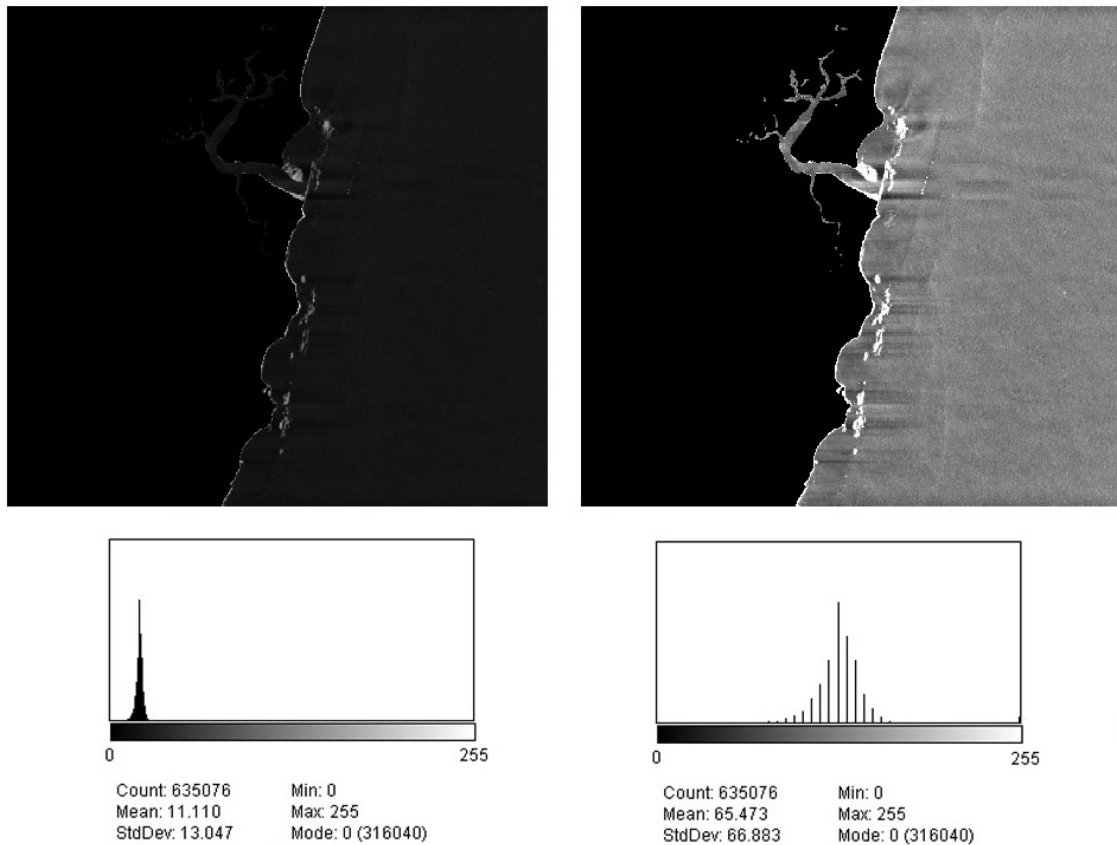 0 255
Count: 635076 Min: 0
Mean: 11.110 Max: 255
StdDev: 13.047 Mode: 0 (316040)
0 255
Count: 635076 Min: 0
Mean: 65.473 Max: 255
StdDev: 66.883 Mode: 0 (316040)